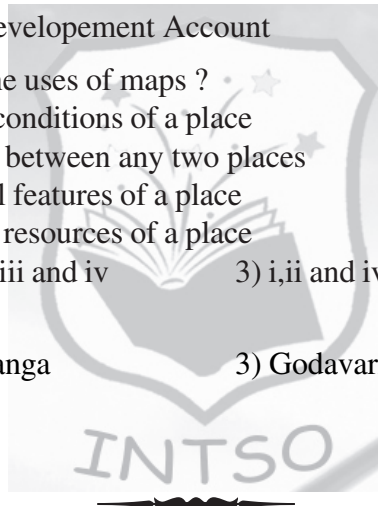 evelopement Account
e uses of maps ?
conditions of a place
between any two places
l features of a place
resources of a place
iii and iv 3) i,ii and iv
anga 3) Godavar
INTSO